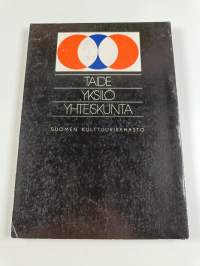 TAIDE
YKSILÖ
YHTEISKUNTA
SUOMEN KULTTUURIRAHASTO